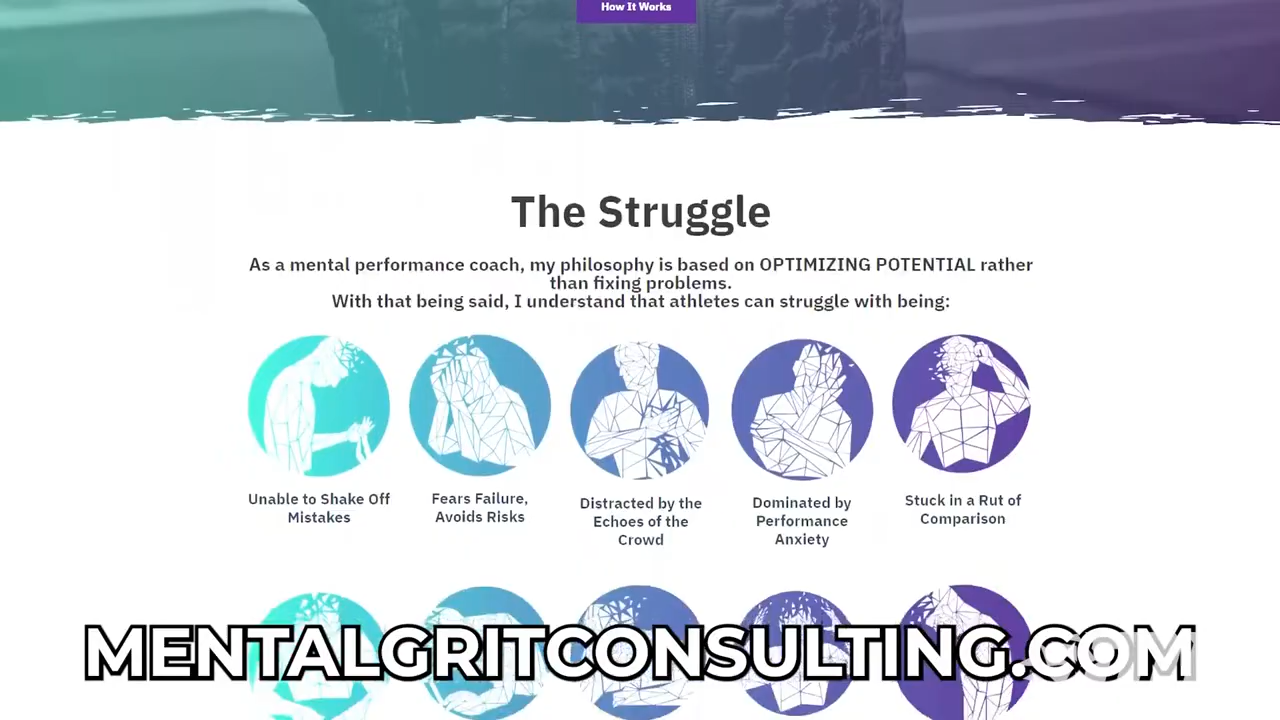 How It Works
The Struggle
As a mental performance coach, my philosophy is based on OPTIMIZING POTENTIAL rather
than fixing problems.
With that being said, I understand that athletes can struggle with being:
Unable to Shake Off
Mistakes
Fears Failure,
Avoids Risks
Distracted by the
Echoes of the
Crowd
Dominated by
Performance
Anxiety
Stuck in a Rut of
Comparison
MENTALGRITCONSULTING.COM